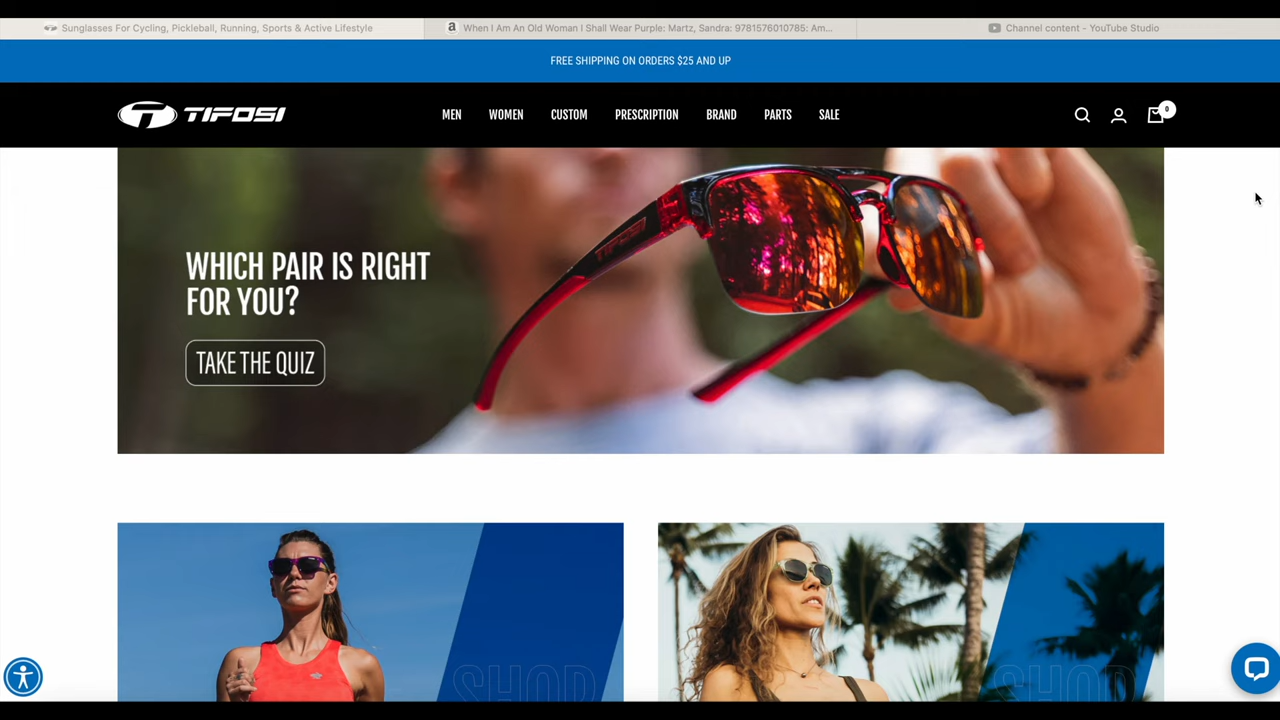 Sunglasses For Cycling, Pickleball, Running, Sports & Active Lifestyle
a When I Am An Old Woman I Shall Wear Purple: Martz, Sandra: 9781576010785: Am...
Channel content - YouTube Studio
FREE SHIPPING ON ORDERS $25 AND UP
TIFOSI
MEN WOMEN CUSTOM PRESCRIPTION BRAND PARTS SALE
0
WHICH PAIR IS RIGHT
FOR YOU?
TAKE THE QUIZ
SHOP SHOP